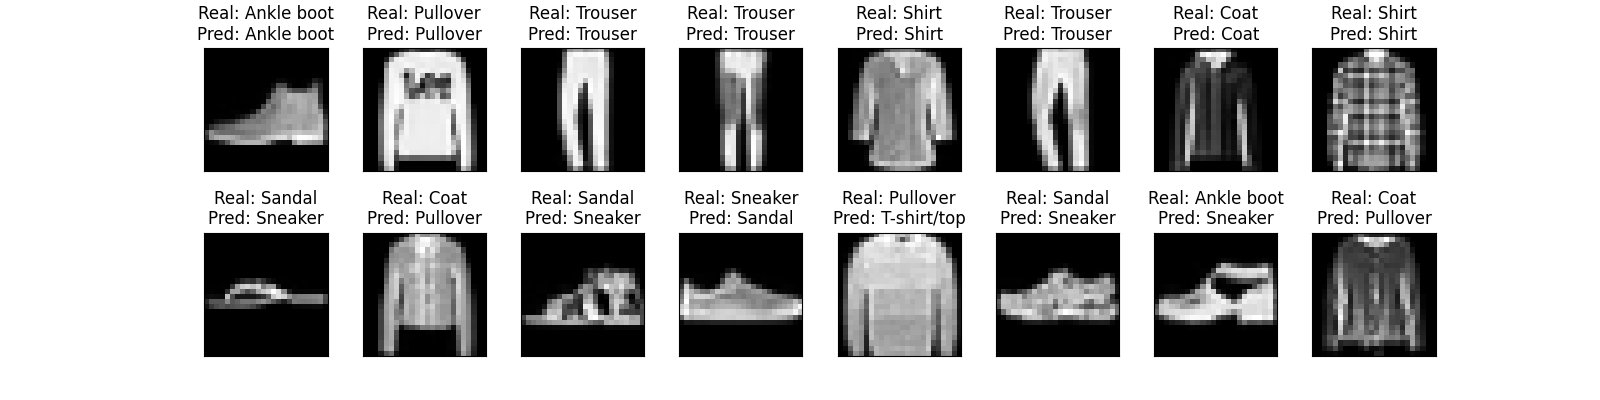 Real: Ankle boot
Pred: Ankle boot
Real: Pullover
Pred: Pullover
Real: Trouser
Pred: Trouser
Real: Trouser
Pred: Trouser
Real: Shirt
Pred: Shirt
Real: Trouser
Pred: Trouser
Real: Coat
Pred: Coat
Real: Shirt
Pred: Shirt
Lee
Real: Sandal
Pred: Sneaker
Real: Coat
Pred: Pullover
Real: Sandal
Pred: Sneaker
Real: Sneaker
Pred: Sandal
Real: Pullover
Pred: T-shirt/top
Real: Sandal
Pred: Sneaker
Real: Ankle boot
Pred: Sneaker
Real: Coat
Pred: Pullover